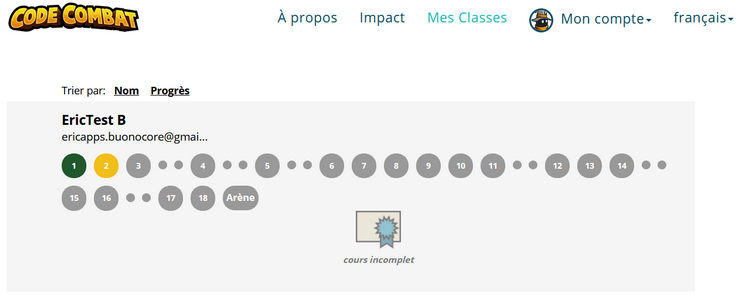 CODE COMBAT
À propos Impact Mes Classes Mon compte français
Trier par: Nom Progrès
EricTest B
ericapps.buonocore@gmai...
1 2 3 4 5 6 7 8 9 10 11 12 13 14
15 16 17 18 Arène
cours incomplet